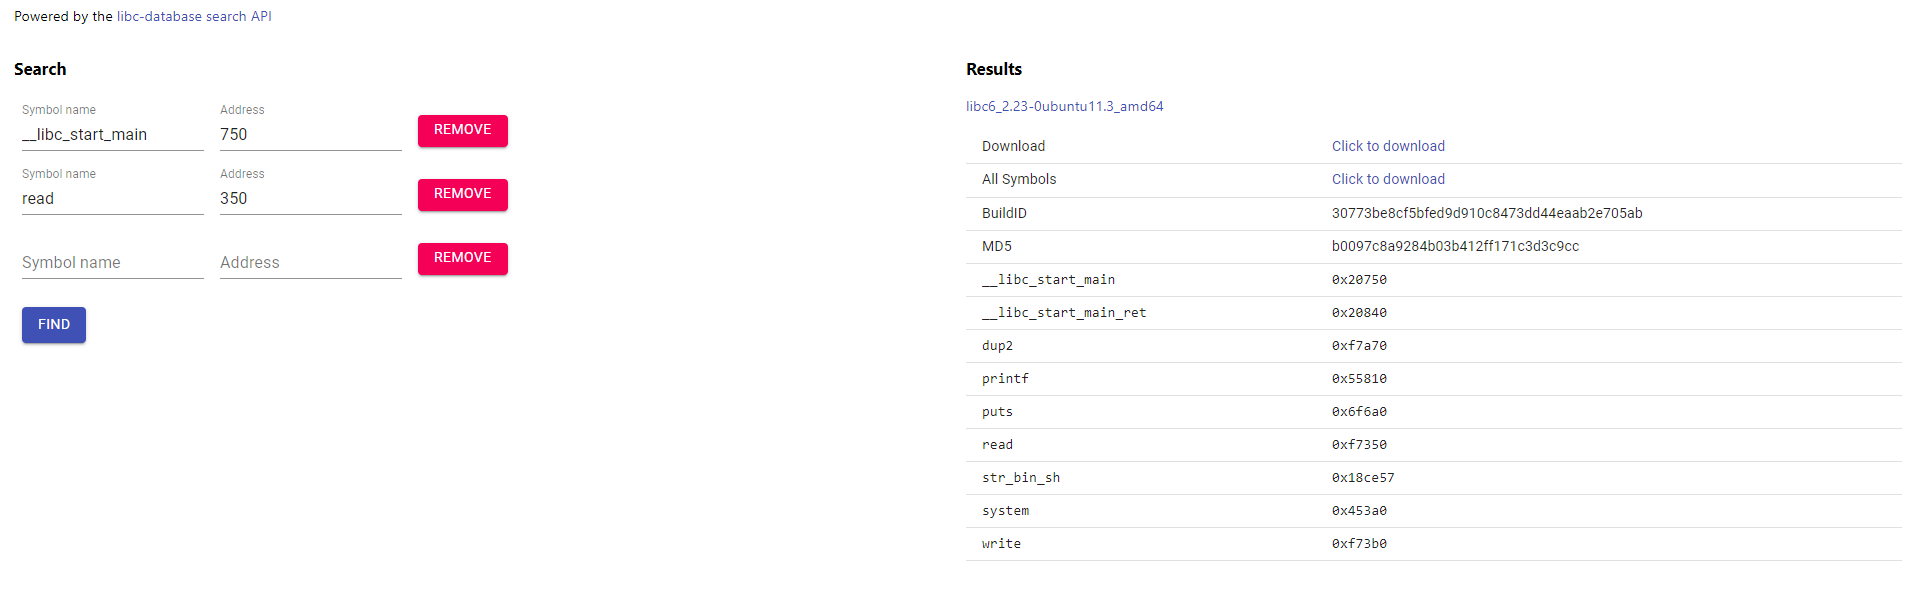 Powered by the libc-database search API
Search
Symbol name Address
__libc_start_main 750 REMOVE
Symbol name Address
read 350 REMOVE
Symbol name Address REMOVE
FIND
Results
libc6_2.23-0ubuntu11.3_amd64
Download Click to download
All Symbols Click to download
BuildID 30773be8cf5bfed9d910c8473dd44eaab2e705ab
MD5 b0097c8a9284b03b412ff171c3d3c9cc
__libc_start_main 0x20750
__libc_start_main_ret 0x20840
dup2 0xf7a70
printf 0x55810
puts 0x6f6a0
read 0xf7350
str_bin_sh 0x18ce57
system 0x453a0
write 0xf73b0